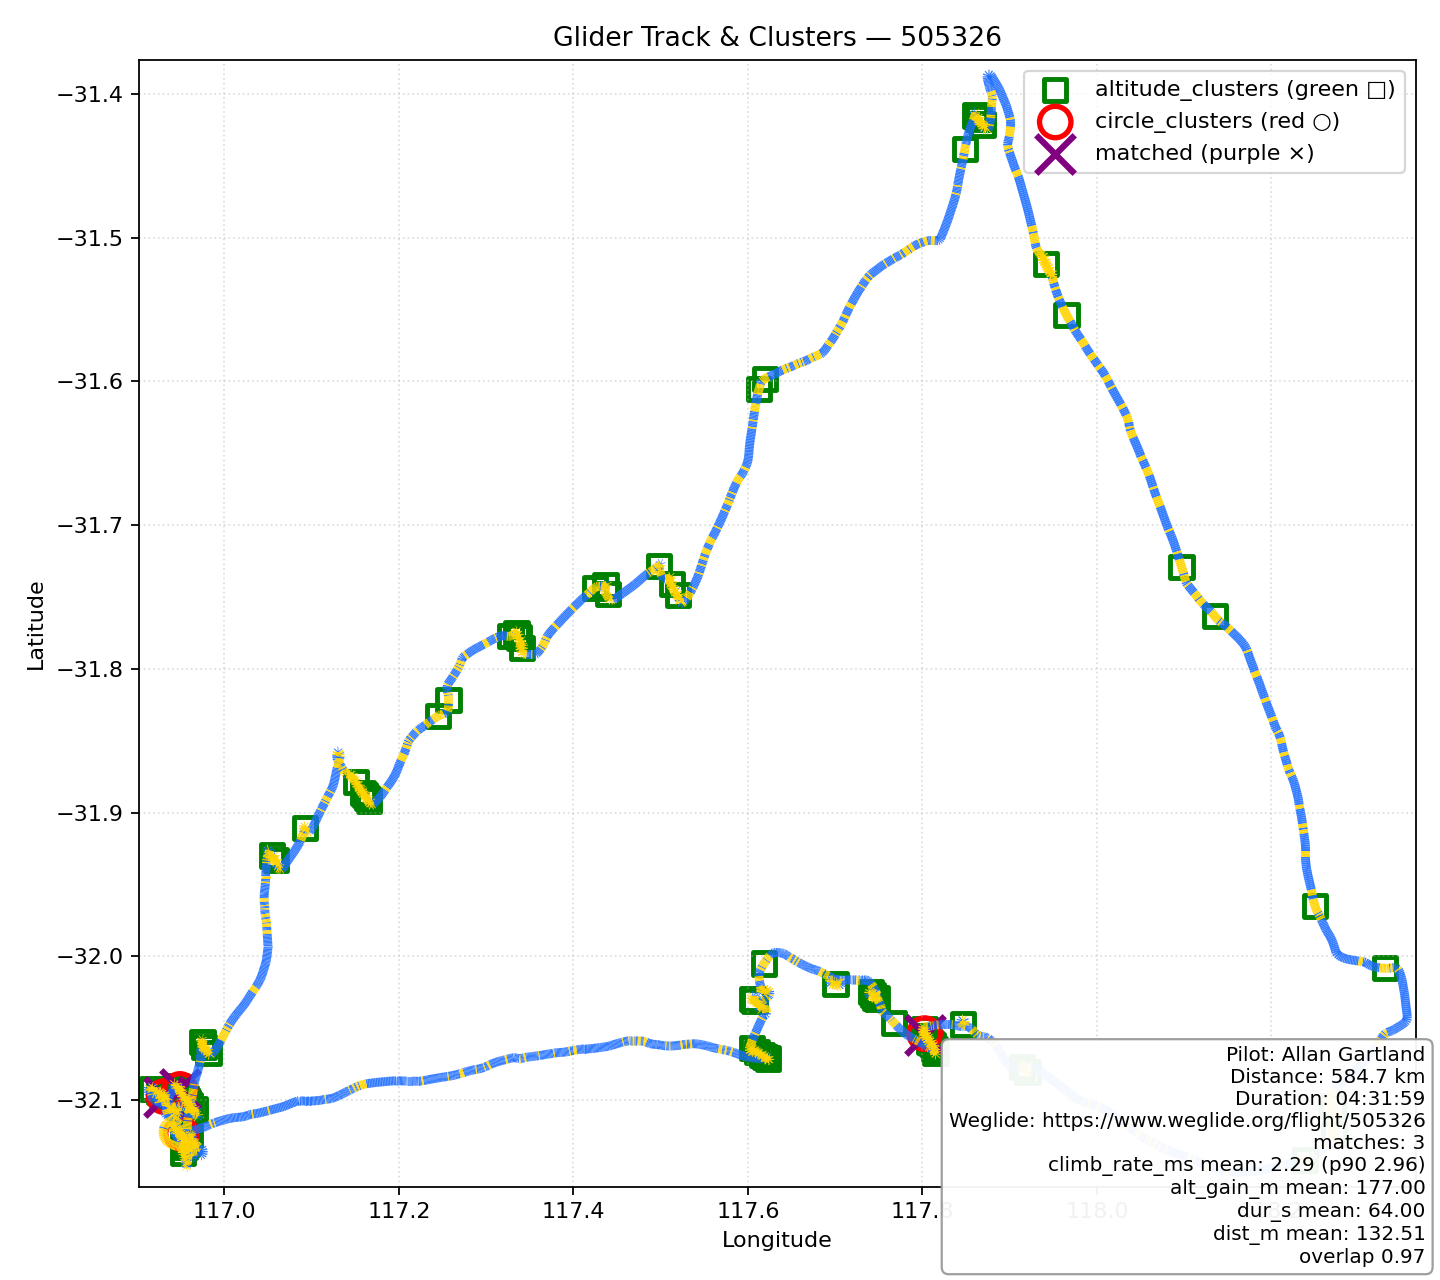 Glider Track & Clusters — 505326
altitude_clusters (green □)
circle_clusters (red ○)
matched (purple ×)
Latitude
−31.4
−31.5
−31.6
−31.7
−31.8
−31.9
−32.0
−32.1
117.0
117.2
117.4
117.6
117.8
118.0
Longitude
Pilot: Allan Gartland
Distance: 584.7 km
Duration: 04:31:59
Weglide: https://www.weglide.org/flight/505326
matches: 3
climb_rate_ms mean: 2.29 (p90 2.96)
alt_gain_m mean: 177.00
dur_s mean: 64.00
dist_m mean: 132.51
overlap 0.97